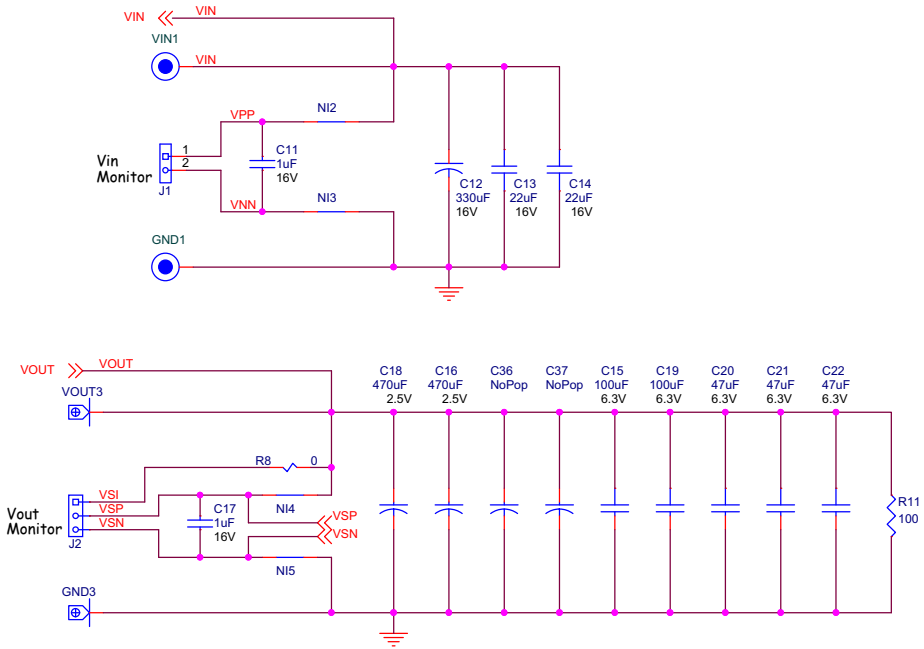 VIN VIN
VIN1
VIN
NI2
VPP
C11
1uF
16V
Vin
Monitor
1
2
J1
C12
330uF
16V
C13
22uF
16V
C14
22uF
16V
VNN
NI3
GND1
VOUT VOUT
VOUT3
C18
470uF
2.5V
C16
470uF
2.5V
C36
NoPop
C37
NoPop
C15
100uF
6.3V
C19
100uF
6.3V
C20
47uF
6.3V
C21
47uF
6.3V
C22
47uF
6.3V
R8 0
VSI
VSP
VSN
Vout
Monitor
J2
C17
1uF
16V
NI4
VSP
VSN
NI5
R11
100
GND3